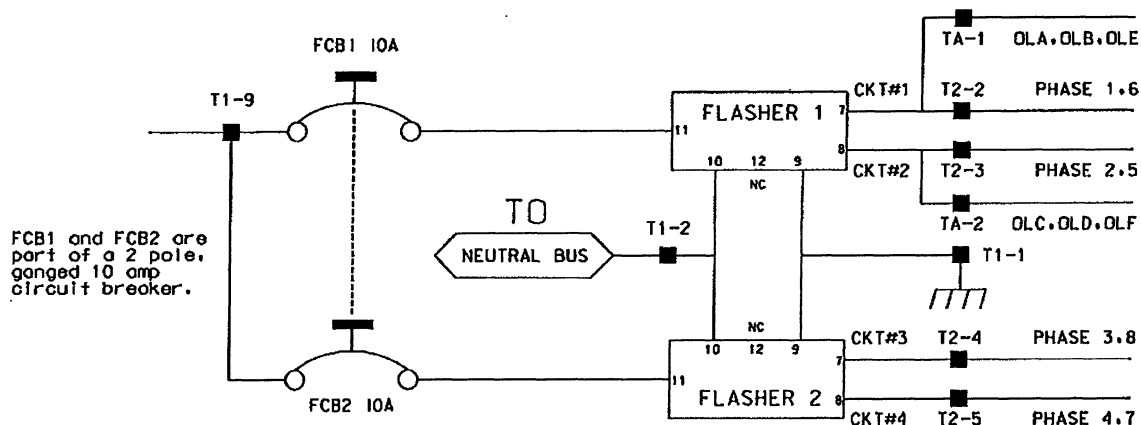 TA-1 OLA.OLB.OLE
FCB1 10A
T1-9
CKT#1 T2-2 PHASE 1.6
FLASHER 1
7
11
8
10 12 9
NC
CKT#2 T2-3 PHASE 2.5
TA-2 OLC.OLD.OLF
TO
NEUTRAL BUS
T1-2
T1-1
FCB1 and FCB2 are
part of a 2 pole.
ganged 10 amp
circuit breaker.
NC
10 12 9
CKT#3 T2-4 PHASE 3.8
7
11
FLASHER 2
8
FCB2 10A
CKT#4 T2-5 PHASE 4.7